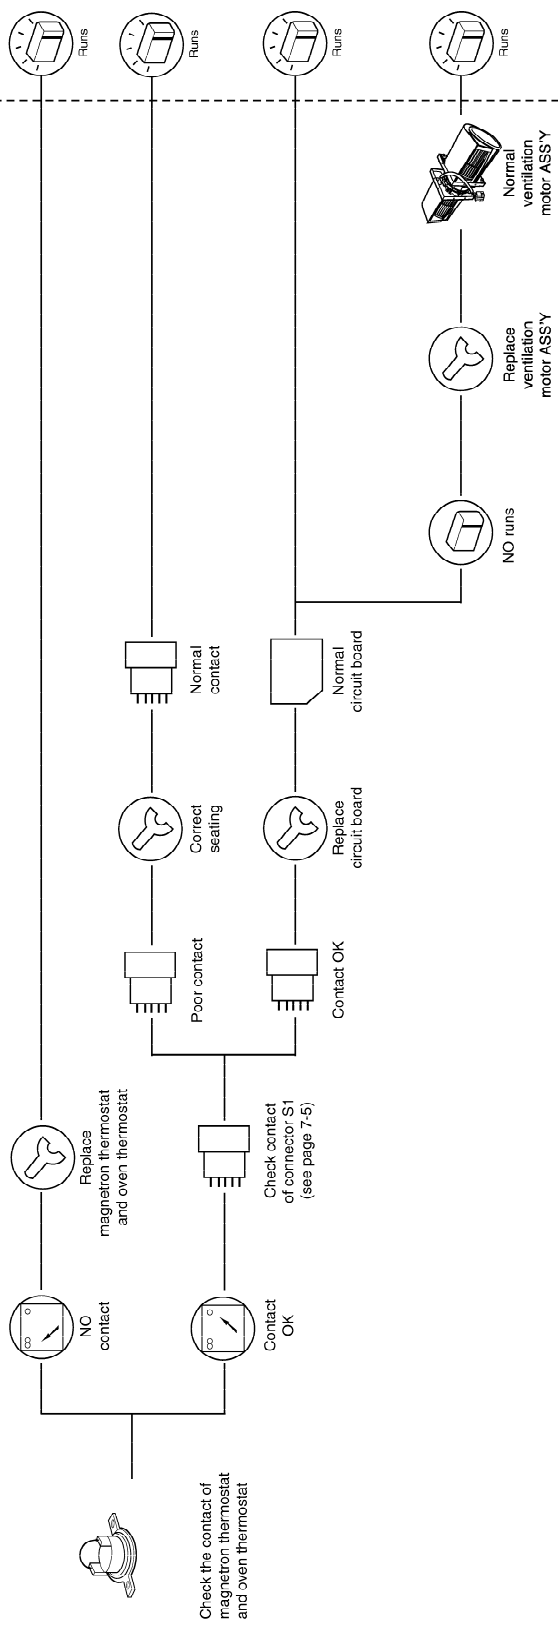 Check the contact of
magnetron thermostat
and oven thermostat
NO
contact
Replace
magnetron thermostat
and oven thermostat
Runs
Contact
OK
Check contact
of connector S1
(see page 7-5)
Poor contact
Correct
seating
Normal
contact
Runs
Contact OK
Replace
circuit board
Normal
circuit board
Runs
NO runs
Replace
ventilation
motor ASS'Y
Normal
ventilation
motor ASS'Y
Runs